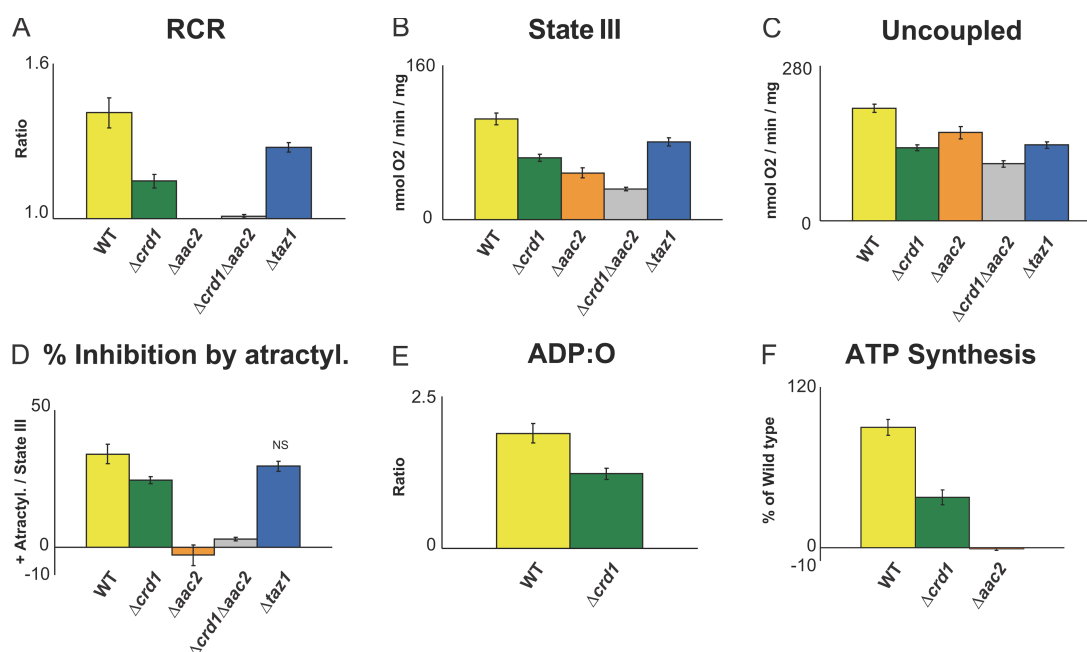 A RCR
1.6
1.0
Ratio
WT
Δcrd1
Δaac2
Δcrd1Δaac2
Δtaz1
B State III
160
0
nmol O2 / min / mg
WT
Δcrd1
Δaac2
Δcrd1Δaac2
Δtaz1
C Uncoupled
280
0
nmol O2 / min / mg
WT
Δcrd1
Δaac2
Δcrd1Δaac2
Δtaz1
D % Inhibition by atractyl.
50
0
-10
+ Atractyl. / State III
NS
WT
Δcrd1
Δaac2
Δcrd1Δaac2
Δtaz1
E ADP:O
2.5
0
Ratio
WT
Δcrd1
F ATP Synthesis
120
0
-10
% of Wild type
WT
Δcrd1
Δaac2